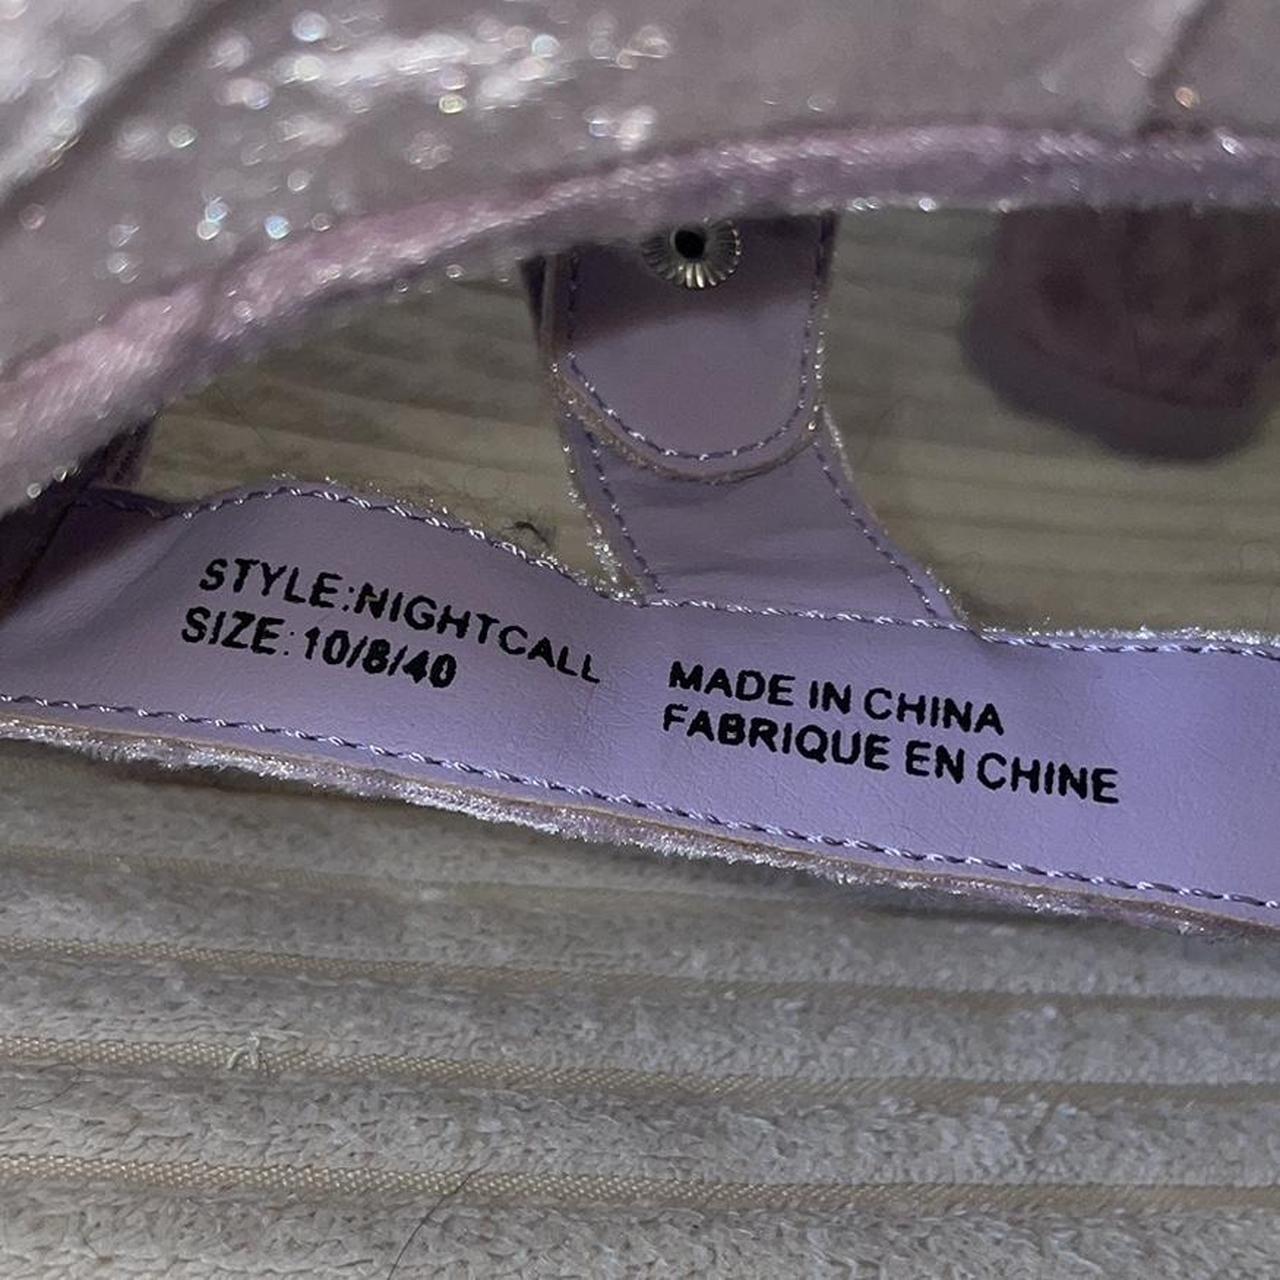 STYLE:NIGHTCALL
SIZE:10/8/40
MADE IN CHINA
FABRIQUE EN CHINE